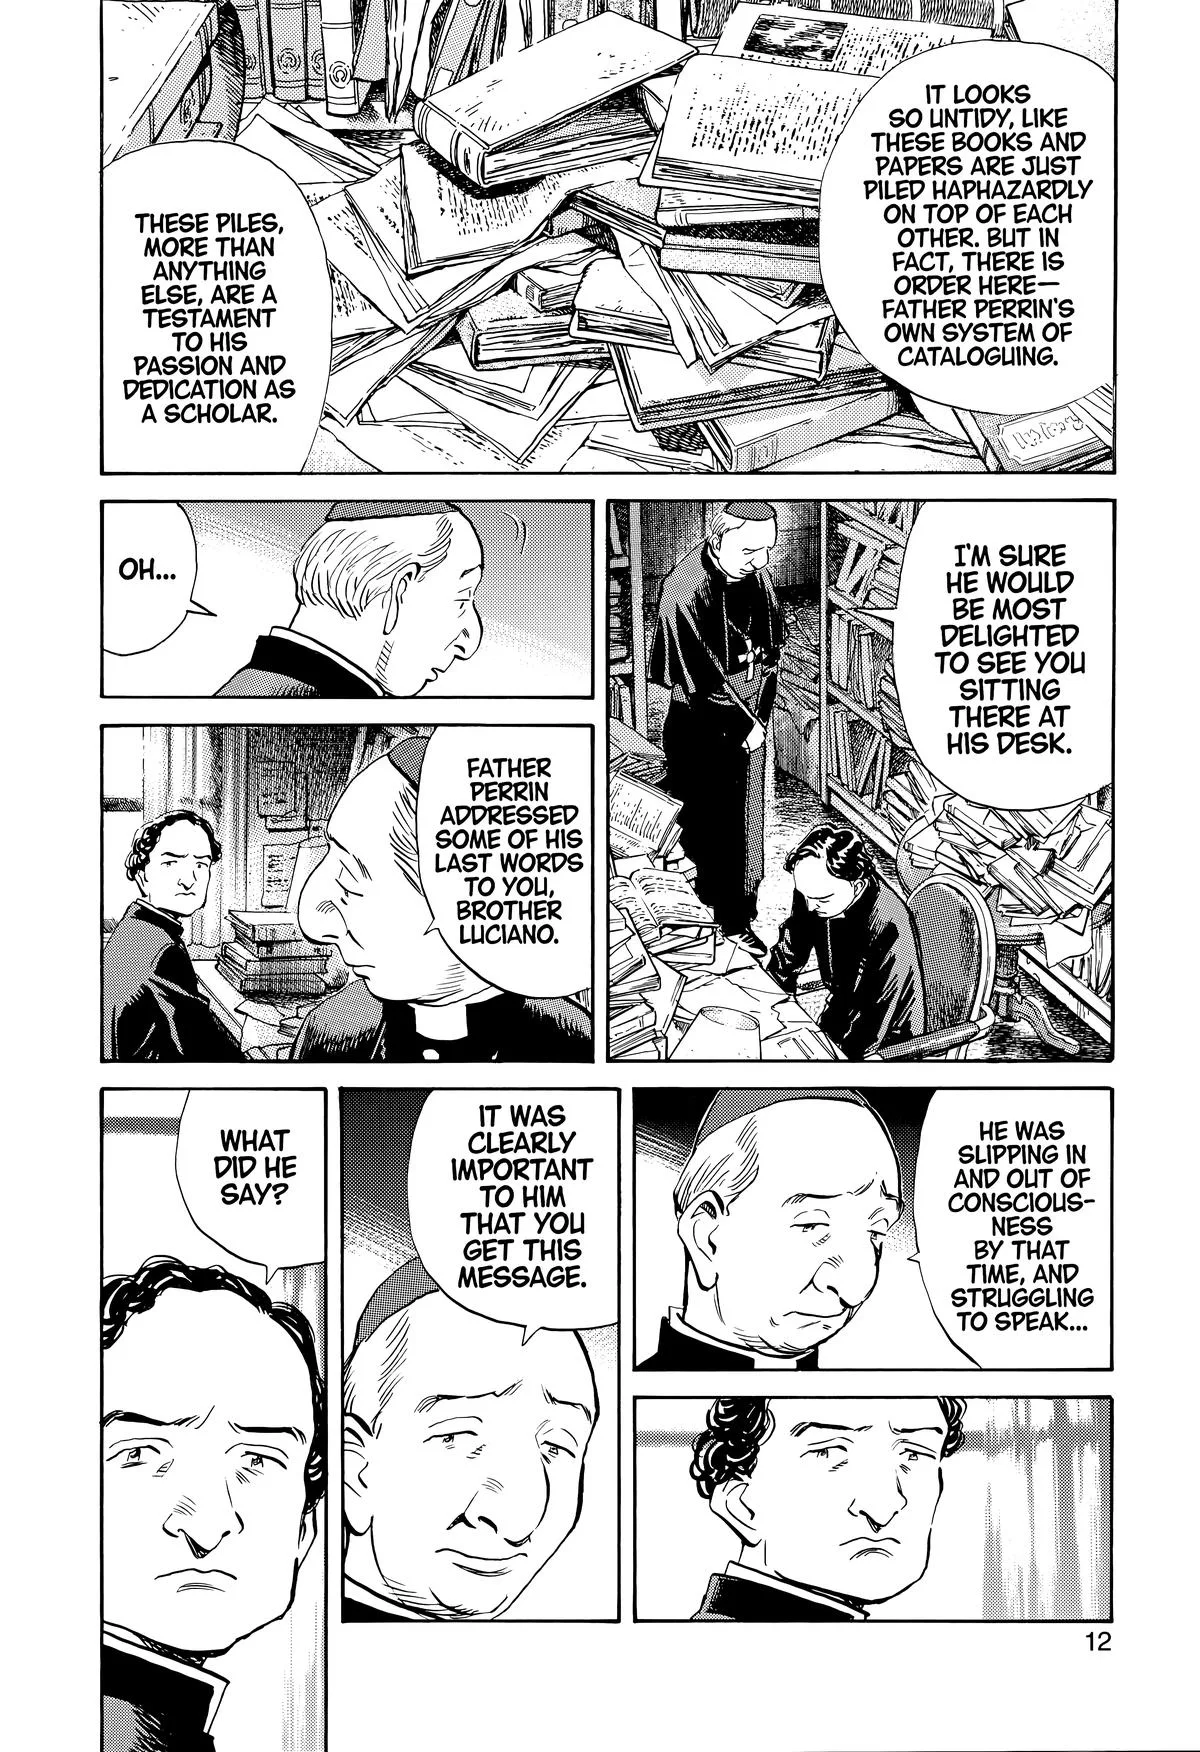 IT LOOKS
SO UNTIDY, LIKE
THESE BOOKS AND
PAPERS ARE JUST
PILED HAPHAZARDLY
ON TOP OF EACH
OTHER. BUT IN
FACT, THERE IS
ORDER HERE—
FATHER PERRIN'S
OWN SYSTEM OF
CATALOGUING.
THESE PILES,
MORE THAN
ANYTHING
ELSE, ARE A
TESTAMENT
TO HIS
PASSION AND
DEDICATION AS
A SCHOLAR.
I'M SURE
HE WOULD
BE MOST
DELIGHTED
TO SEE YOU
SITTING
THERE AT
HIS DESK.
OH...
FATHER
PERRIN
ADDRESSED
SOME OF HIS
LAST WORDS
TO YOU,
BROTHER
LUCIANO.
HE WAS
SLIPPING IN
AND OUT OF
CONSCIOUS-
NESS
BY THAT
TIME, AND
STRUGGLING
TO SPEAK...
IT WAS
CLEARLY
IMPORTANT
TO HIM
THAT YOU
GET THIS
MESSAGE.
WHAT
DID HE
SAY?
12